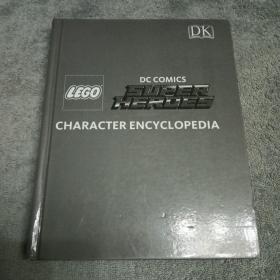 DK
LEGO
DC COMICS
SUPER HEROES
CHARACTER ENCYCLOPEDIA